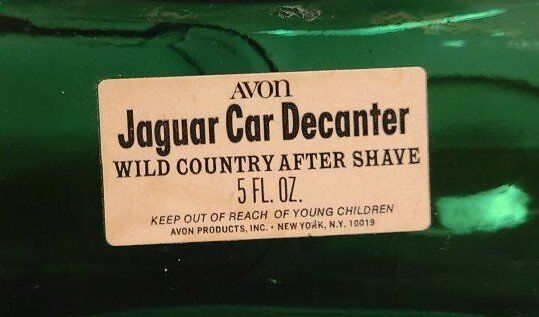 AVON
Jaguar Car Decanter
WILD COUNTRY AFTER SHAVE
5 FL. OZ.
KEEP OUT OF REACH OF YOUNG CHILDREN
AVON PRODUCTS, INC. • NEW YORK, N.Y. 10019